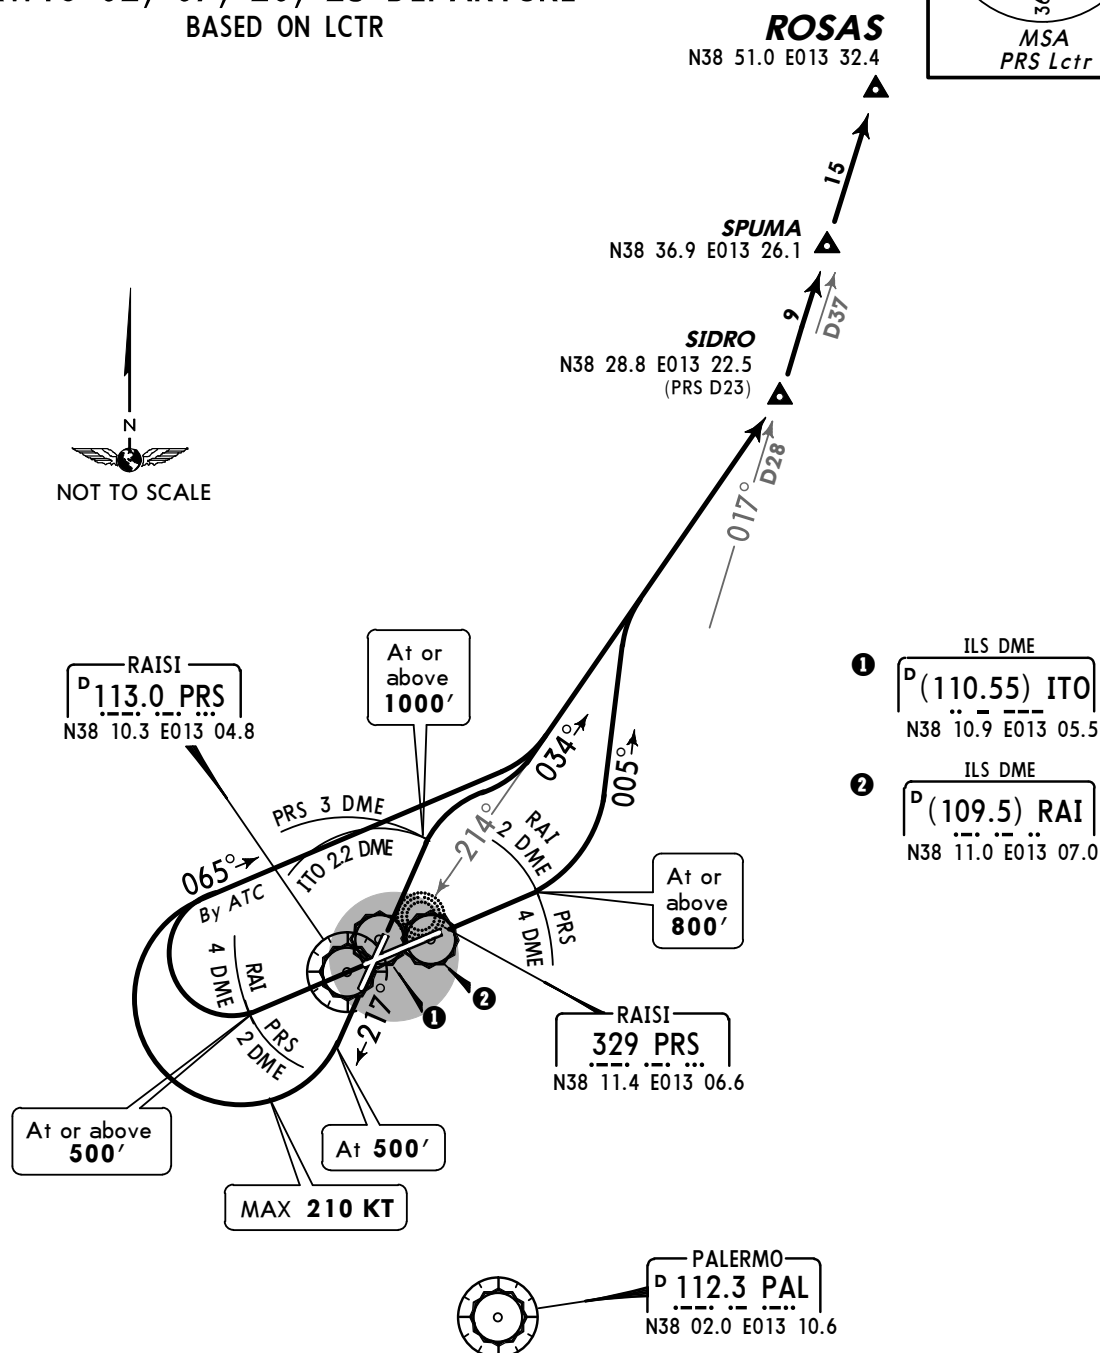 BASED ON LCTR
ROSAS
N38 51.0 E013 32.4
36
MSA
PRS Lctr
15
SPUMA
N38 36.9 E013 26.1
9
D37
SIDRO
N38 28.8 E013 22.5
(PRS D23)
D28
017°
N
NOT TO SCALE
RAISI
D 113.0 PRS
N38 10.3 E013 04.8
At or
above
1000'
ILS DME
1 D (110.55) ITO
N38 10.9 E013 05.5
ILS DME
2 D (109.5) RAI
N38 11.0 E013 07.0
034°
005°
PRS 3 DME
ITO 2.2 DME
214°
RAI
2 DME
065°
By ATC
At or
above
800'
PRS
4 DME
RAI
4 DME
PRS
2 DME
217°
1
2
RAISI
329 PRS
N38 11.4 E013 06.6
At or above
500'
At 500'
MAX 210 KT
PALERMO
D 112.3 PAL
N38 02.0 E013 10.6